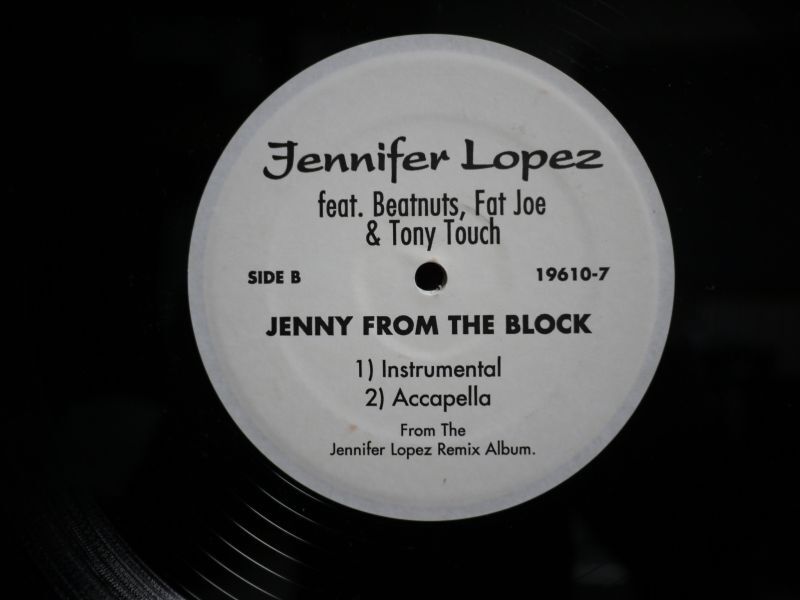 Jennifer Lopez
feat. Beatnuts, Fat Joe
& Tony Touch
SIDE B 19610-7
JENNY FROM THE BLOCK
1) Instrumental
2) Accapella
From The
Jennifer Lopez Remix Album.